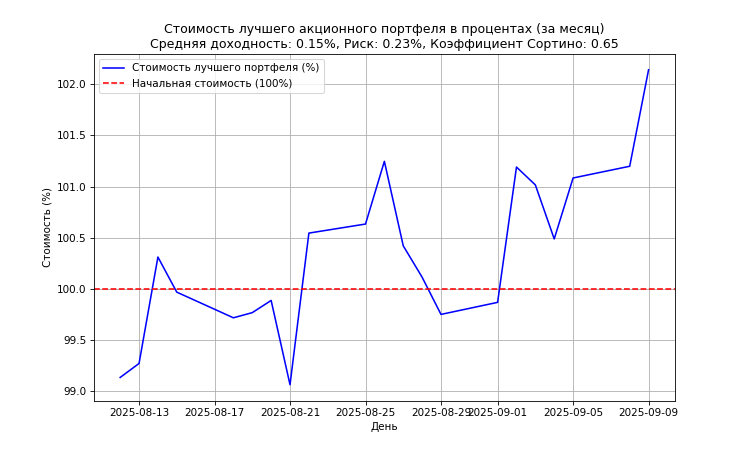 Стоимость лучшего акционного портфеля в процентах (за месяц)
Средняя доходность: 0.15%, Риск: 0.23%, Коэффициент Сортино: 0.65
Стоимость лучшего портфеля (%)
Начальная стоимость (100%)
Стоимость (%)
102.0
101.5
101.0
100.5
100.0
99.5
99.0
2025-08-13 2025-08-17 2025-08-21 2025-08-25 2025-08-29 2025-09-01 2025-09-05 2025-09-09
День